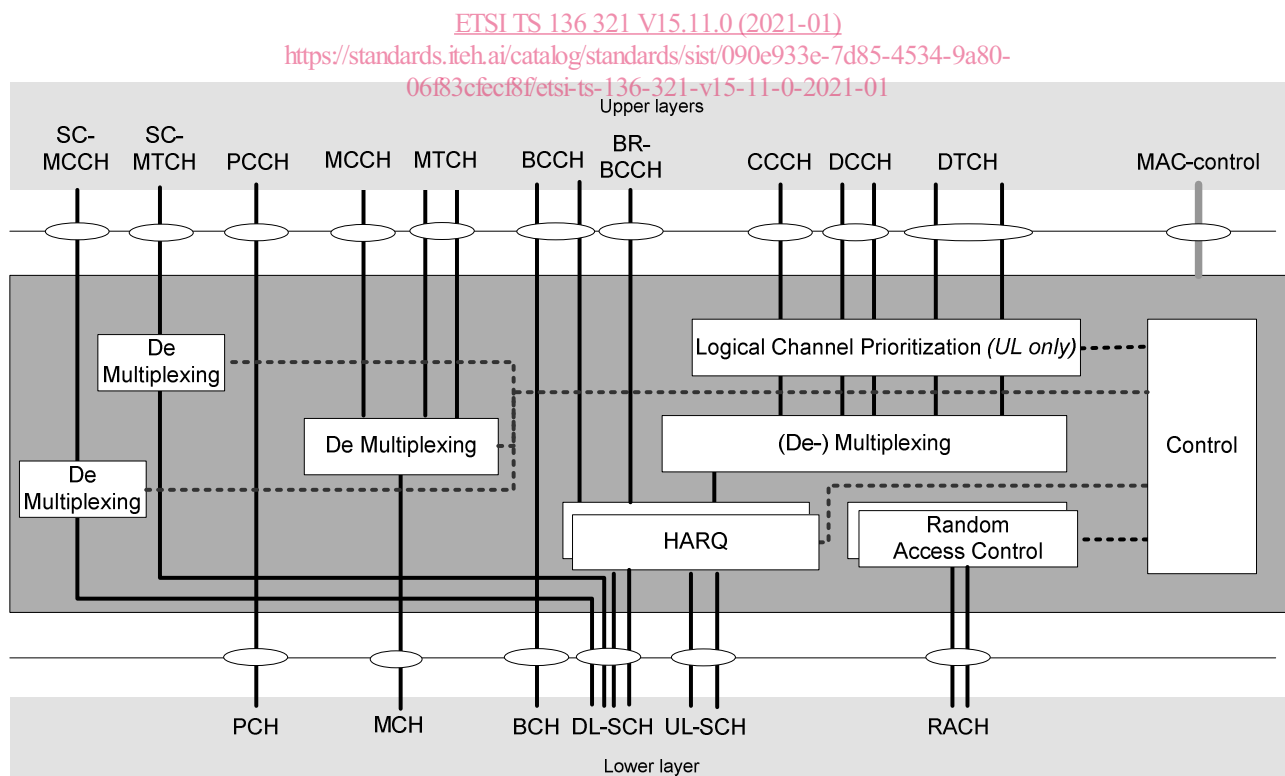 ETSI TS 136 321 V15.11.0 (2021-01)
https://standards.iteh.ai/catalog/standards/sist/090e933e-7d85-4534-9a80-
06f83cfecf8f/etsi-ts-136-321-v15-11-0-2021-01
Upper layers
SC-
MCCH
SC-
MTCH
PCCH
MCCH
MTCH
BCCH
BR-
BCCH
CCCH
DCCH
DTCH
MAC-control
De
Multiplexing
Logical Channel Prioritization (UL only)
De Multiplexing
(De-) Multiplexing
Control
De
Multiplexing
HARQ
Random
Access Control
PCH
MCH
BCH
DL-SCH
UL-SCH
RACH
Lower layer